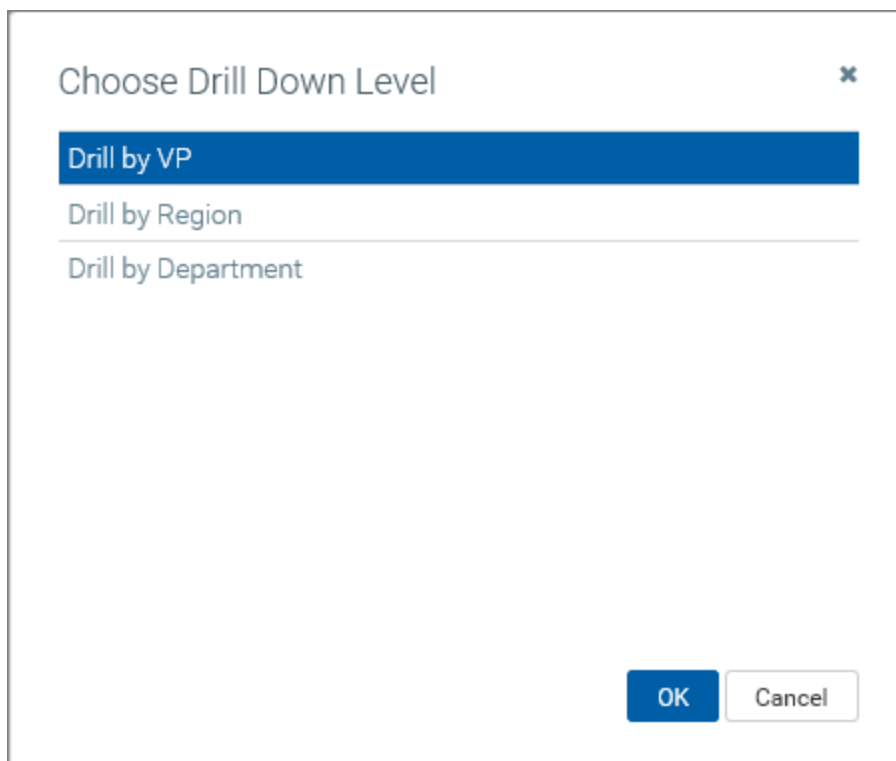 Choose Drill Down Level
Drill by VP
Drill by Region
Drill by Department
OK
Cancel